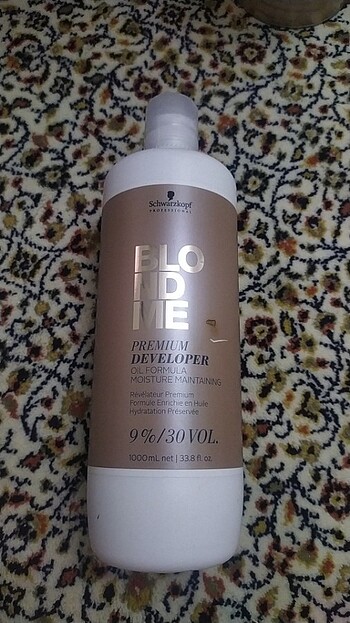 Schwarzkopf
PROFESSIONAL
BLO
ND
ME
PREMIUM
DEVELOPER
OIL FORMULA
MOISTURE MAINTAINING
Révélateur Premium
Formule Enrichie en Huile
Hydratation Préservée
9%/30 VOL.
1000mL net | 33.8 fl. oz.